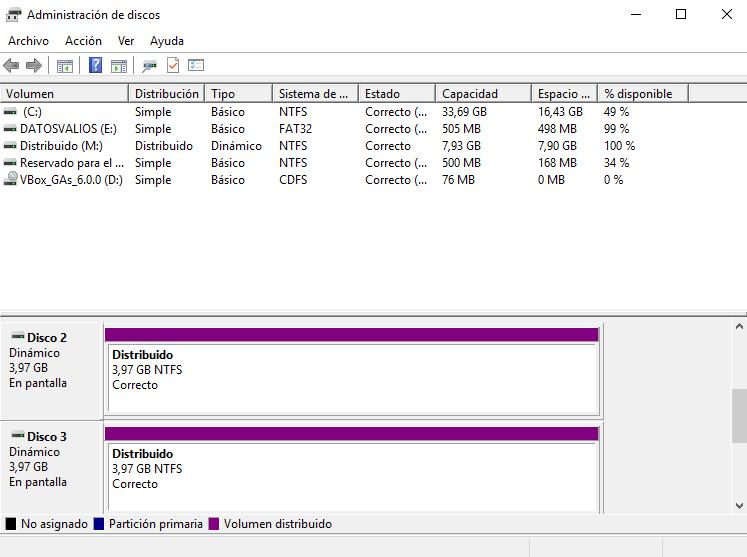 Administración de discos
Archivo Acción Ver Ayuda
Volumen Distribución Tipo Sistema de ... Estado Capacidad Espacio ... % disponible
(C:) Simple Básico NTFS Correcto (... 33,69 GB 16,43 GB 49 %
DATOSVALIOS (E:) Simple Básico FAT32 Correcto (... 505 MB 498 MB 99 %
Distribuido (M:) Distribuido Dinámico NTFS Correcto 7,93 GB 7,90 GB 100 %
Reservado para el ... Simple Básico NTFS Correcto (... 500 MB 168 MB 34 %
VBox_GAs_6.0.0 (D:) Simple Básico CDFS Correcto (... 76 MB 0 MB 0 %
Disco 2
Dinámico
3,97 GB
En pantalla
Distribuido
3,97 GB NTFS
Correcto
Disco 3
Dinámico
3,97 GB
En pantalla
Distribuido
3,97 GB NTFS
Correcto
No asignado Partición primaria Volumen distribuido